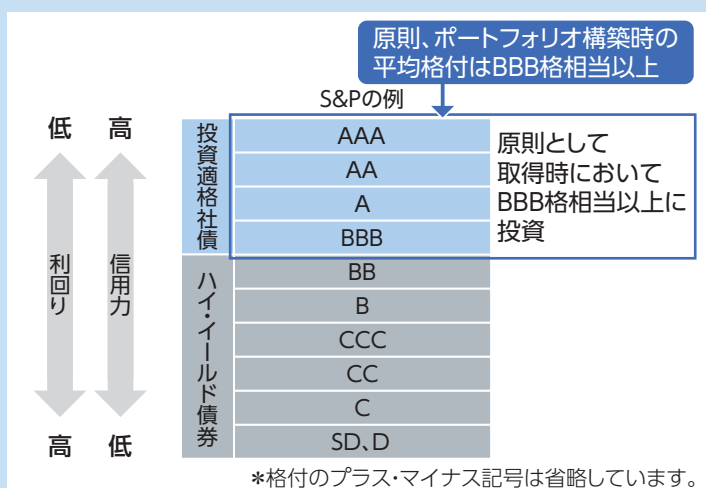 原則、ポートフォリオ構築時の
平均格付はBBB格相当以上
S&Pの例
低 高
利回り
信用力
高 低
投資適格社債
AAA
AA
A
BBB
原則として
取得時において
BBB格相当以上に
投資
ハイ・イールド債券
BB
B
CCC
CC
C
SD、D
*格付のプラス・マイナス記号は省略しています。